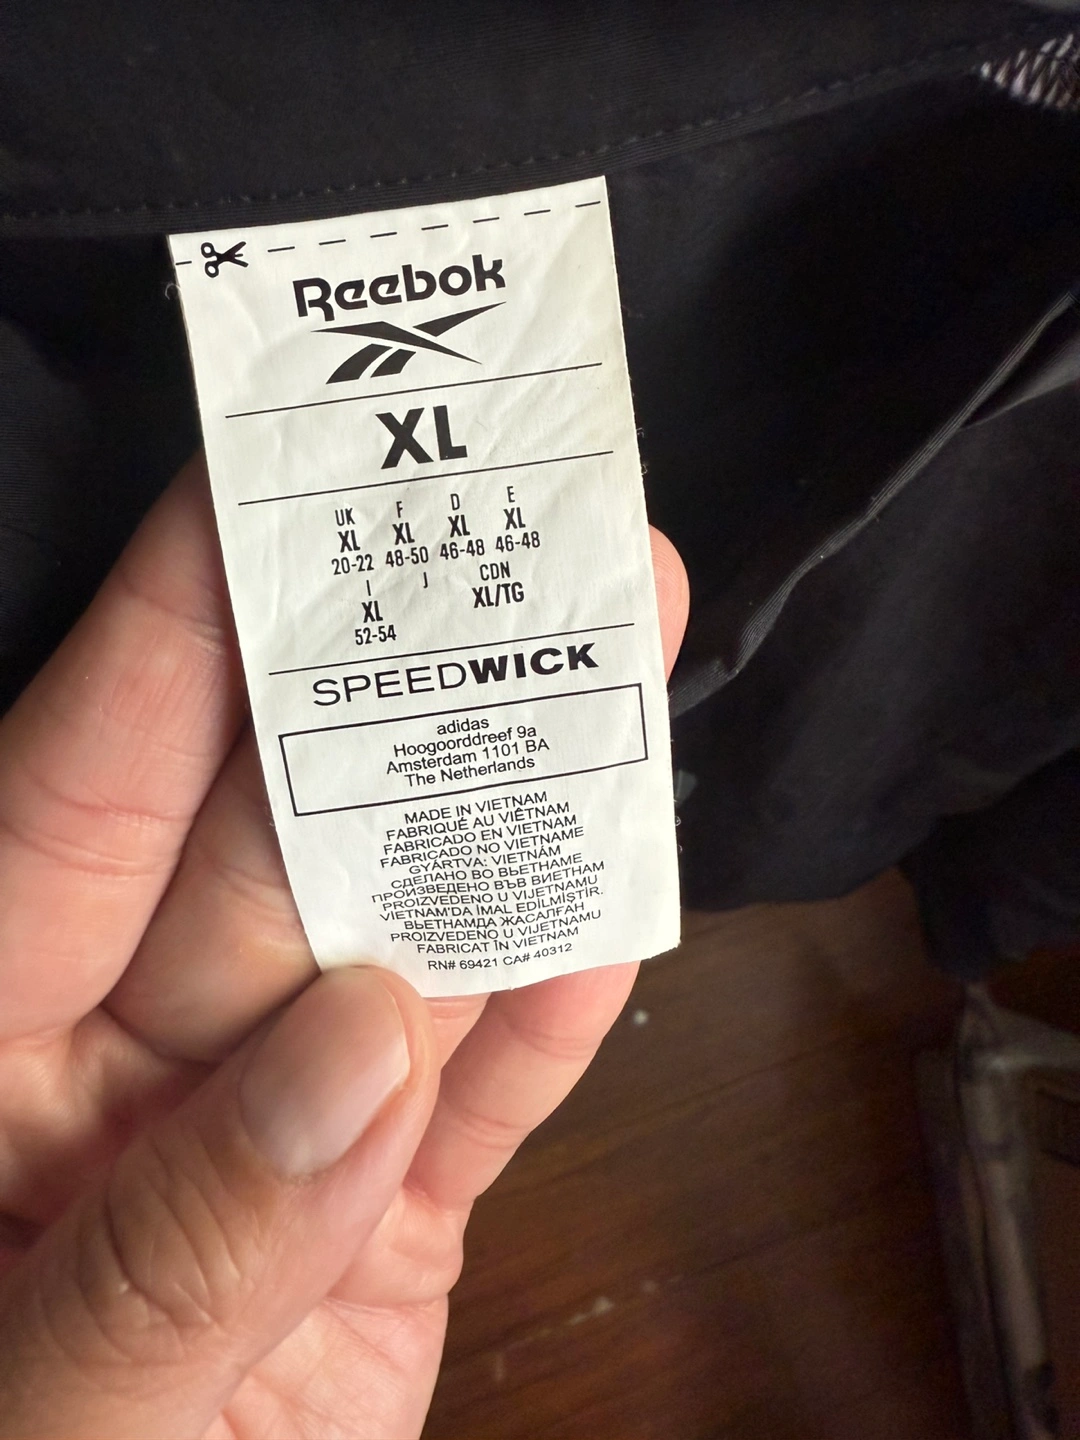 Reebok
XL
UK F D E
XL XL XL XL
20-22 48-50 46-48 46-48
I J CDN
XL XL/TG
52-54
SPEEDWICK
adidas
Hoogoorddreef 9a
Amsterdam 1101 BA
The Netherlands
MADE IN VIETNAM
FABRIQUÉ AU VIÊTNAM
FABRICADO EN VIETNAM
FABRICADO NO VIETNAME
GYÁRTVA: VIETNÁM
СДЕЛАНО ВО ВЬЕТНАМЕ
ПРОИЗВЕДЕНО ВЪВ ВИЕТНАМ
PROIZVEDENO U VIJETNAMU
VIETNAM'DA İMAL EDİLMİŞTİR.
ВЬЕТНАМДА ЖАСАЛҒАН
PROIZVEDENO U VIJETNAMU
FABRICAT ÎN VIETNAM
RN# 69421 CA# 40312